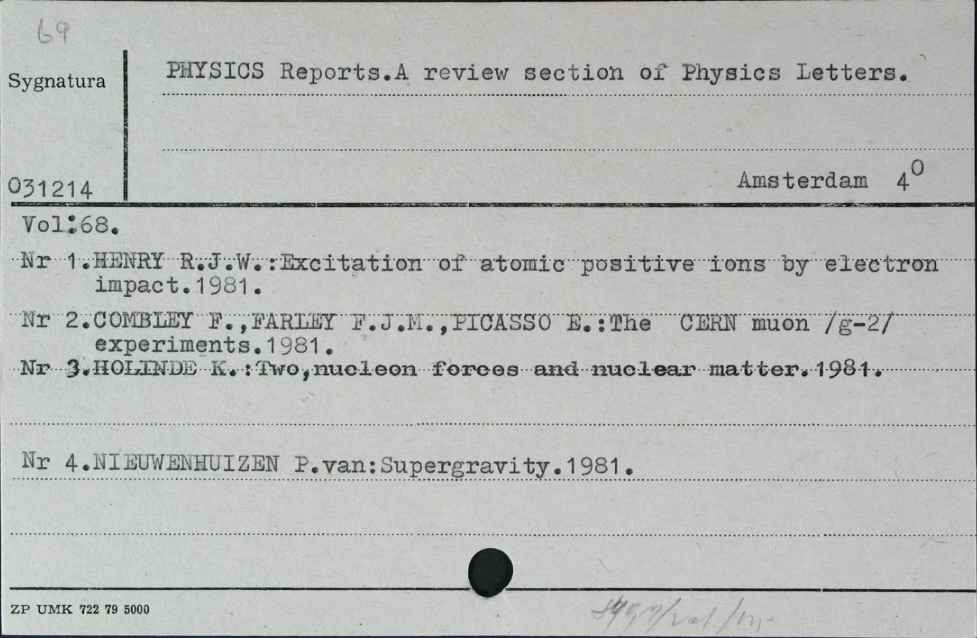 69
Sygnatura
PHYSICS Reports.A review section of Physics Letters.
Amsterdam 4⁰
031214
Vol:68.
Nr 1.HENRY R.J.W.:Excitation of atomic positive ions by electron
impact.1981.
Nr 2.COMBLEY F.,FARLEY F.J.M.,PICASSO E.:The CERN muon /g-2/
experiments.1981.
Nr 3.HOLINDE K.:Two,nucleon forces and nuclear matter.1981.
Nr 4.NIEUWENHUIZEN P.van:Supergravity.1981.
ZP UMK 722 79 5000